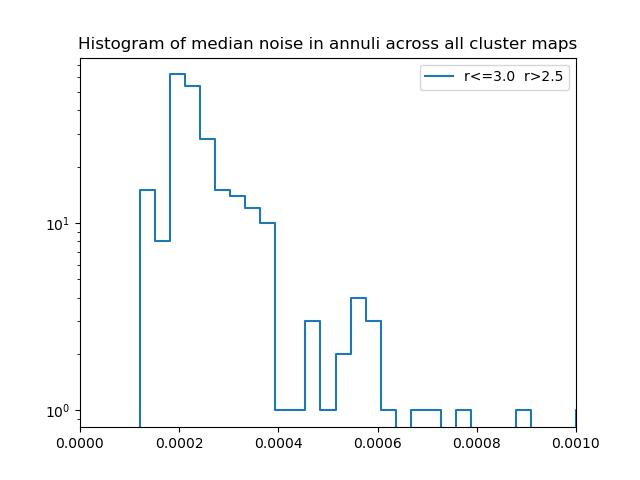 Histogram of median noise in annuli across all cluster maps
r<=3.0 r>2.5
10¹
10⁰
0.0000 0.0002 0.0004 0.0006 0.0008 0.0010